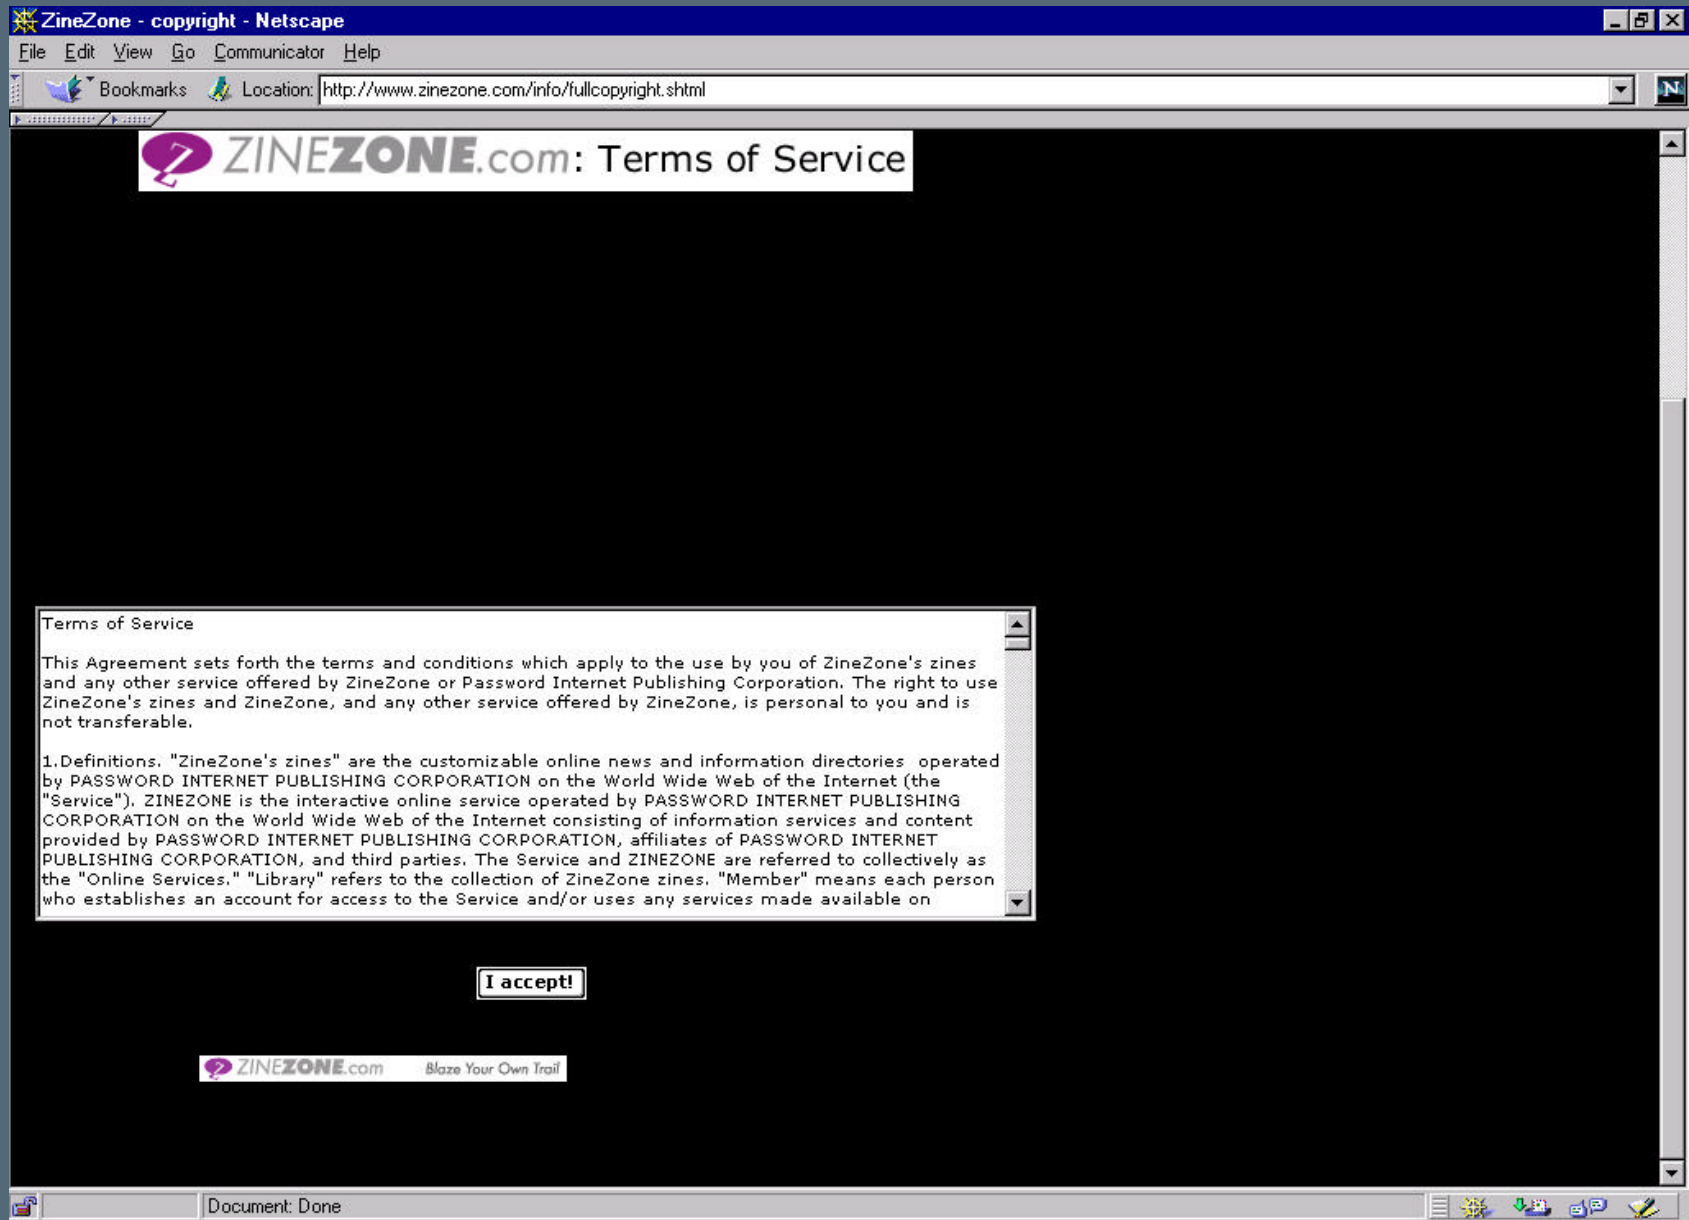 ZineZone - copyright - Netscape
File Edit View Go Communicator Help
Bookmarks Location: http://www.zinezone.com/info/fullcopyright.shtml
ZINEZONE.com: Terms of Service
Terms of Service
This Agreement sets forth the terms and conditions which apply to the use by you of ZineZone's zines
and any other service offered by ZineZone or Password Internet Publishing Corporation. The right to use
ZineZone's zines and ZineZone, and any other service offered by ZineZone, is personal to you and is
not transferable.
1.Definitions. "ZineZone's zines" are the customizable online news and information directories operated
by PASSWORD INTERNET PUBLISHING CORPORATION on the World Wide Web of the Internet (the
"Service"). ZINEZONE is the interactive online service operated by PASSWORD INTERNET PUBLISHING
CORPORATION on the World Wide Web of the Internet consisting of information services and content
provided by PASSWORD INTERNET PUBLISHING CORPORATION, affiliates of PASSWORD INTERNET
PUBLISHING CORPORATION, and third parties. The Service and ZINEZONE are referred to collectively as
the "Online Services." "Library" refers to the collection of ZineZone zines. "Member" means each person
who establishes an account for access to the Service and/or uses any services made available on
I accept!
ZINEZONE.com Blaze Your Own Trail
Document: Done